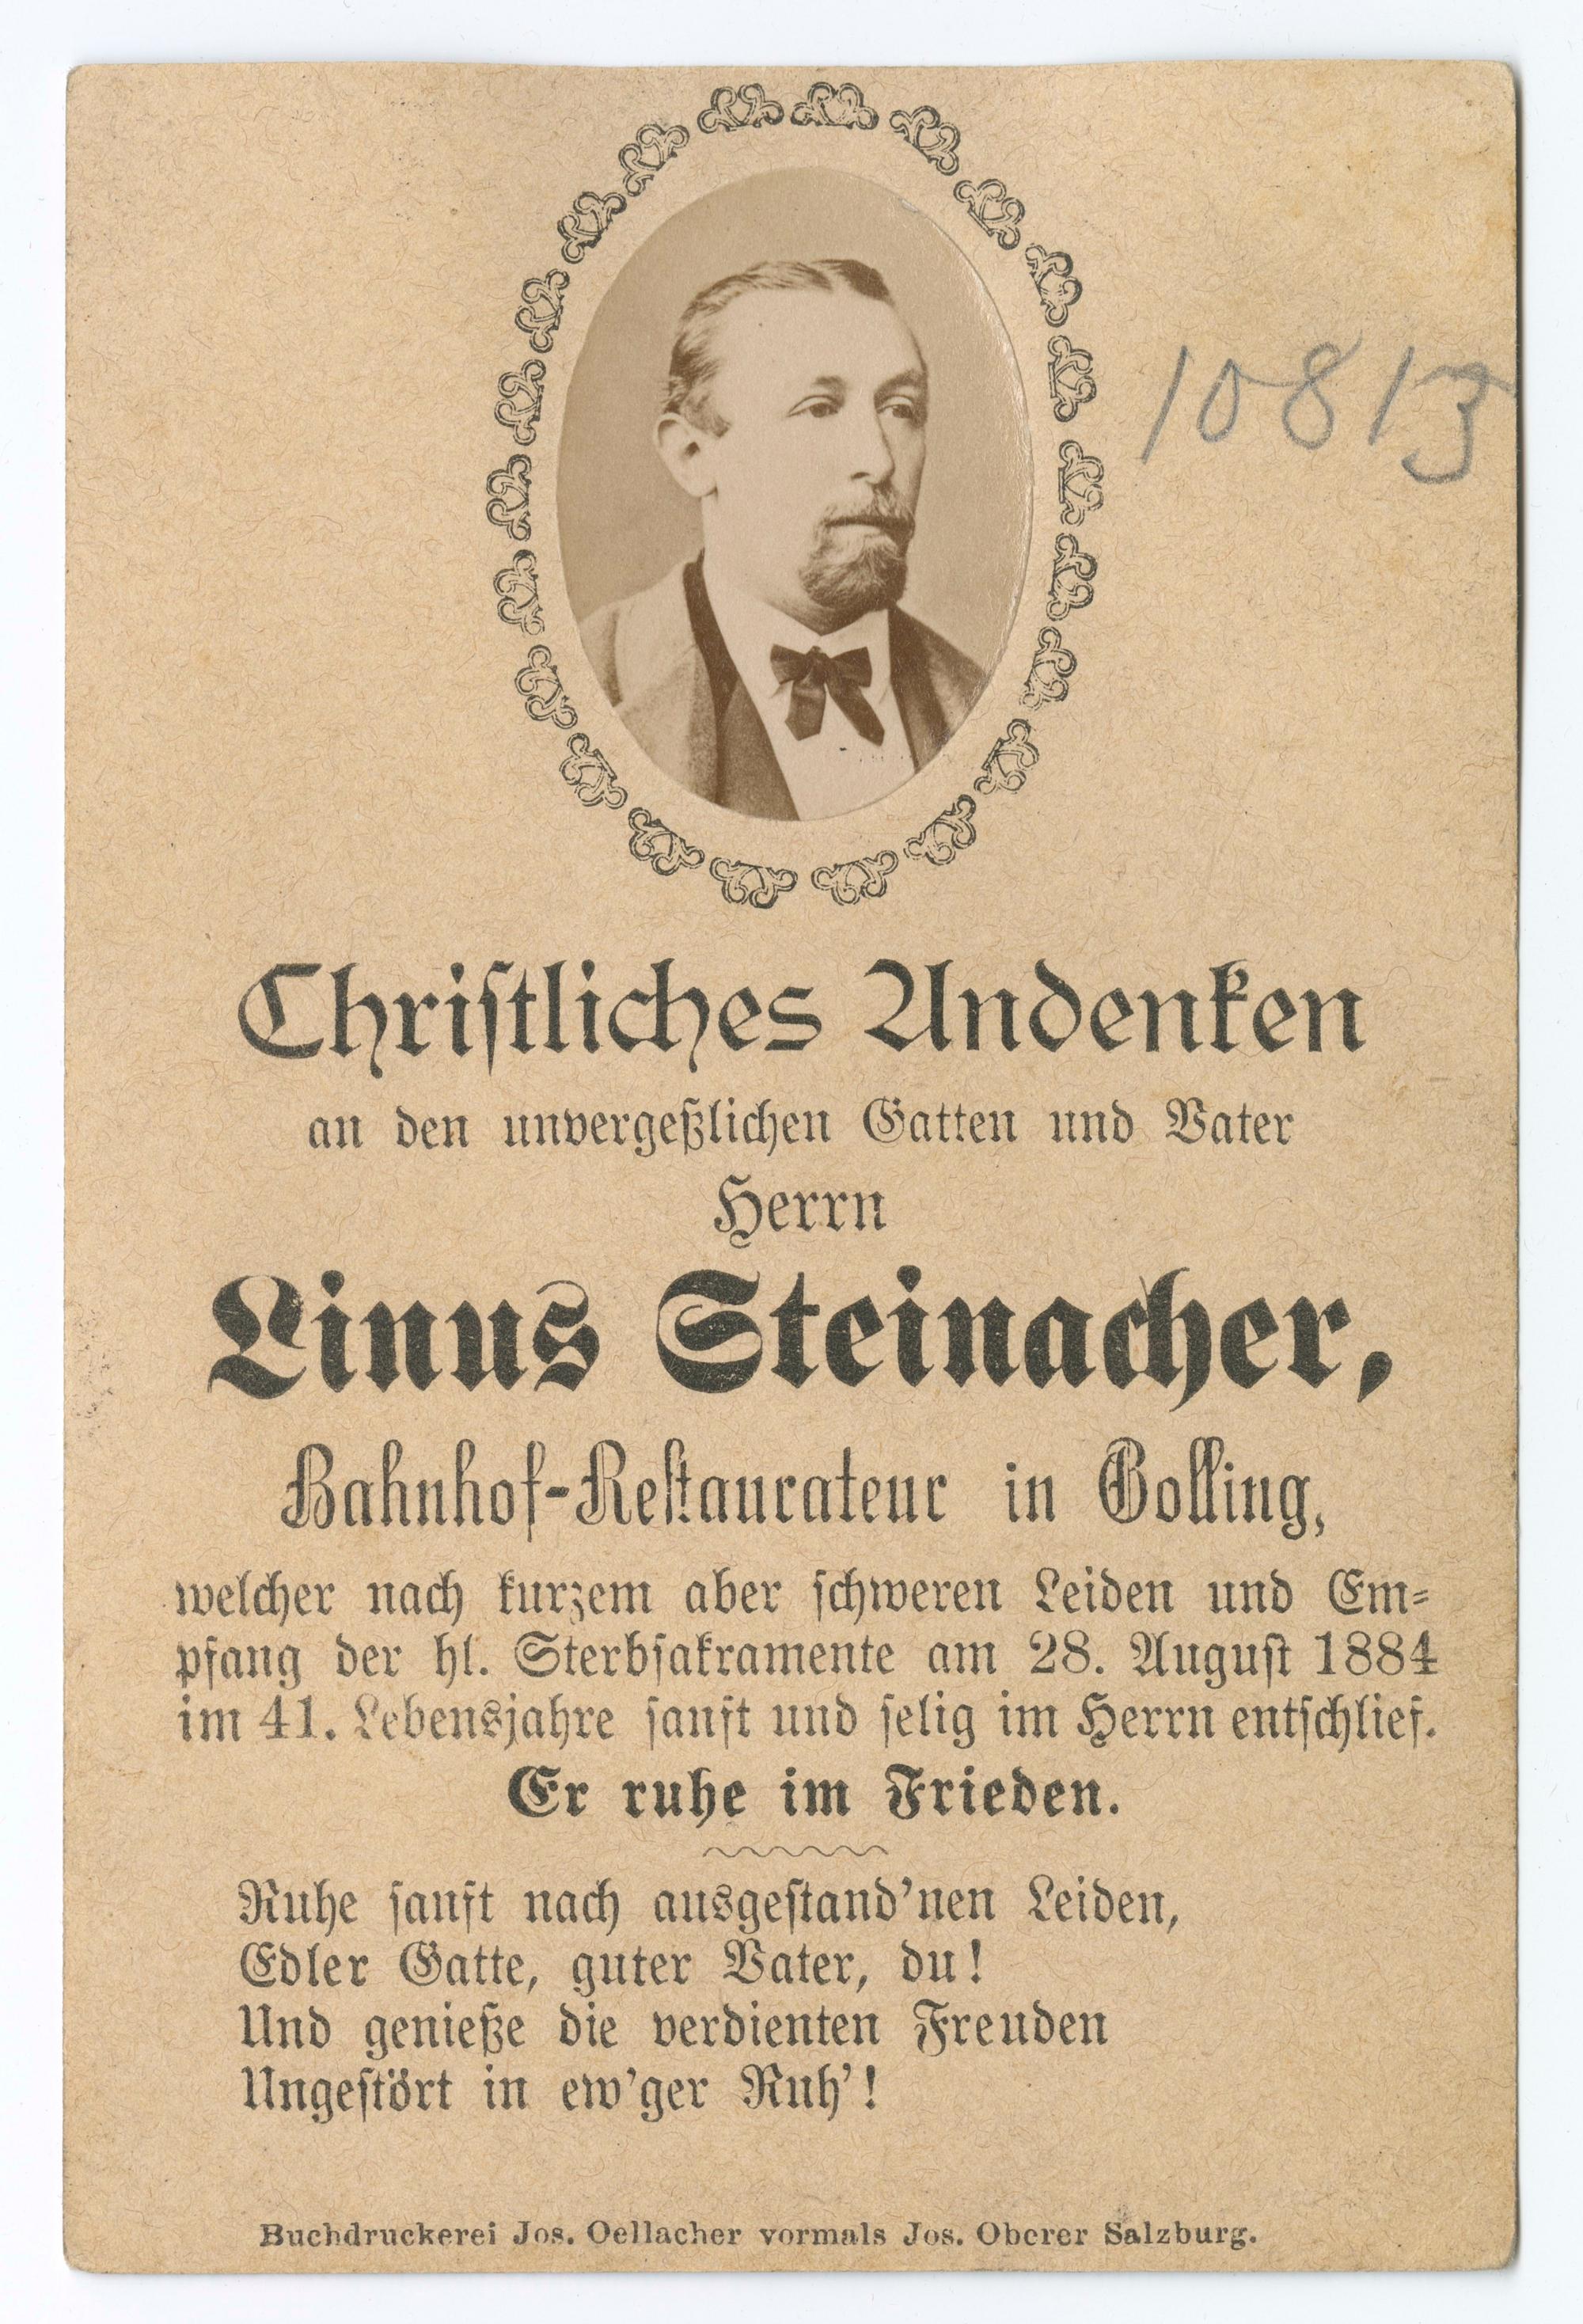 10813
Christliches Andenken
an den unvergeßlichen Gatten und Vater
Herrn
Linus Steinacher,
Bahnhof-Restaurateur in Golling,
welcher nach kurzem aber schweren Leiden und Em-
pfang der hl. Sterbsakramente am 28. August 1884
im 41. Lebensjahre sanft und selig im Herrn entschlief.
Er ruhe im Frieden.
Ruhe sanft nach ausgestand'nen Leiden,
Edler Gatte, guter Vater, du!
Und genieße die verdienten Freuden
Ungestört in ew'ger Ruh'!
Buchdruckerei Jos. Oellacher vormals Jos. Oberer Salzburg.